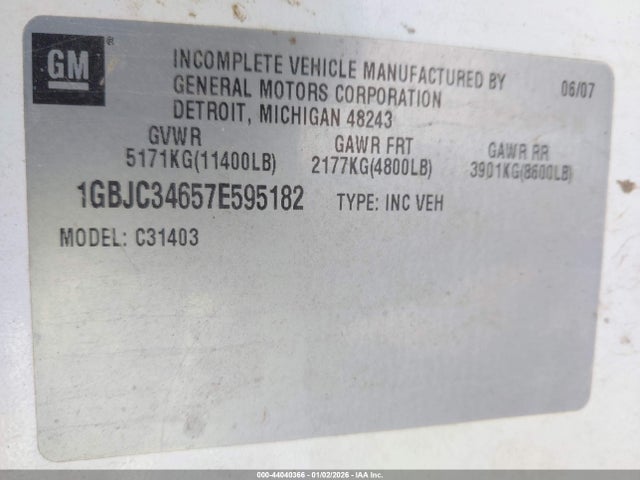 GM ®
INCOMPLETE VEHICLE MANUFACTURED BY
GENERAL MOTORS CORPORATION
06/07
DETROIT, MICHIGAN 48243
GVWR GAWR FRT GAWR RR
5171KG(11400LB) 2177KG(4800LB) 3901KG(8600LB)
1GBJC34657E595182 TYPE: INC VEH
MODEL: C31403
000-44040366 - 01/02/2026 - IAA Inc.